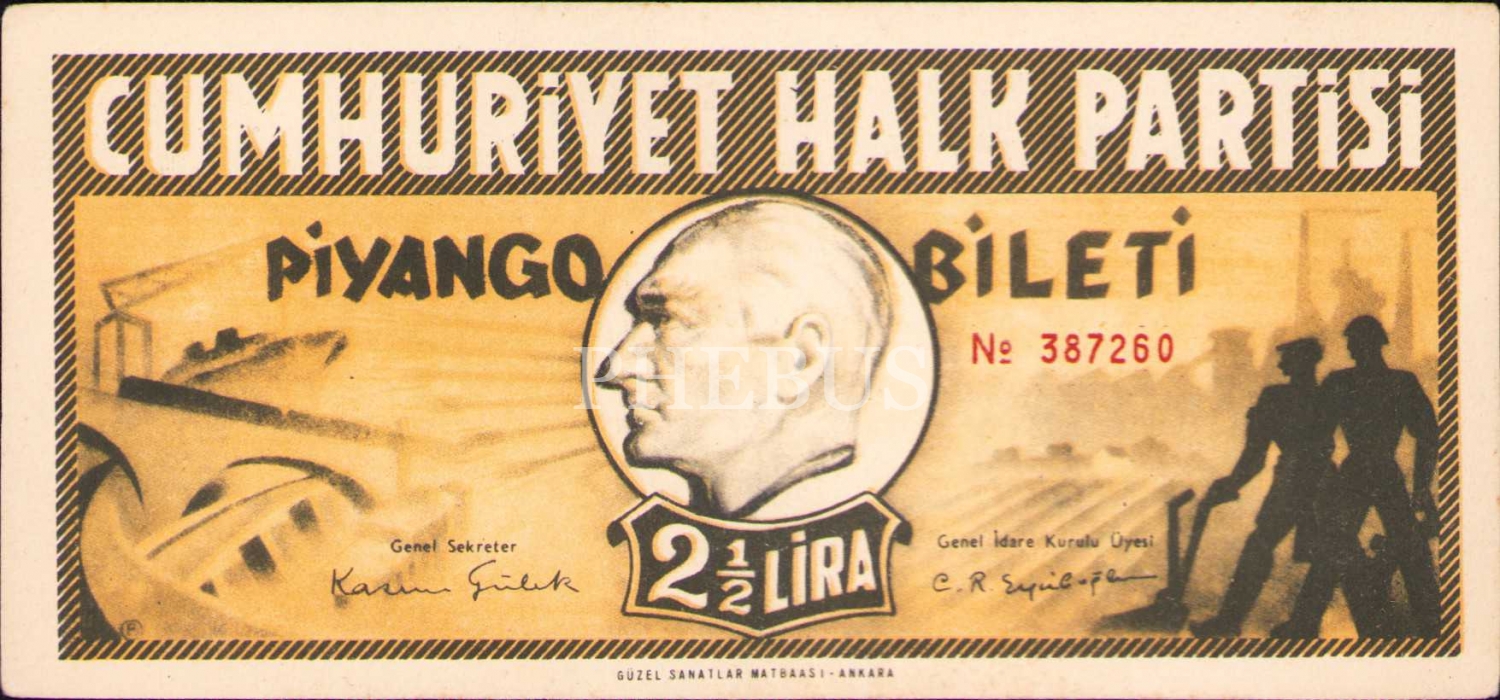 CUMHURİYET HALK PARTİSİ
PİYANGO BİLETİ
№ 387260
PHEBUS
Genel Sekreter
Kasım Gülek
2 1/2 LİRA
Genel İdare Kurulu Üyesi
C. R. Eyüboğlu
GÜZEL SANATLAR MATBAASI - ANKARA